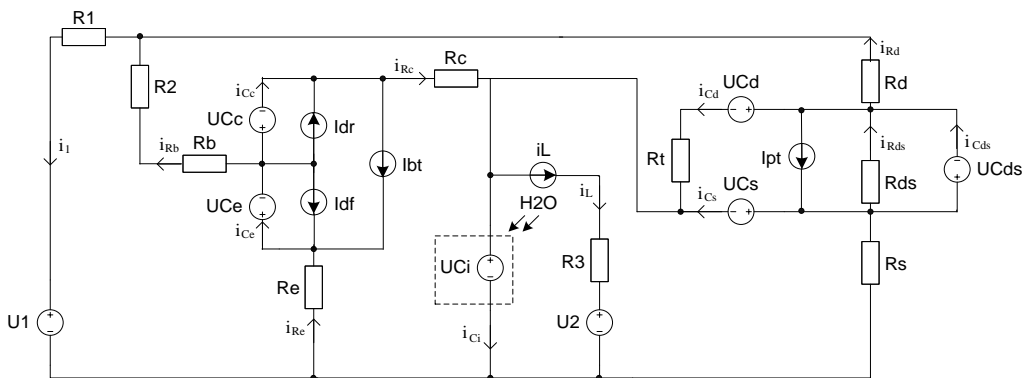 R1
i1
R2
iRb
Rb
iCc
UCc
Idr
Ibt
iRc
Rc
UCe
Idf
iCe
Re
iRe
U1
iL
iL
H2O
UCi
iCi
R3
U2
iRd
Rd
UCd
iCd
Rt
Ipt
iRds
Rds
iCds
UCds
UCs
iCs
Rs